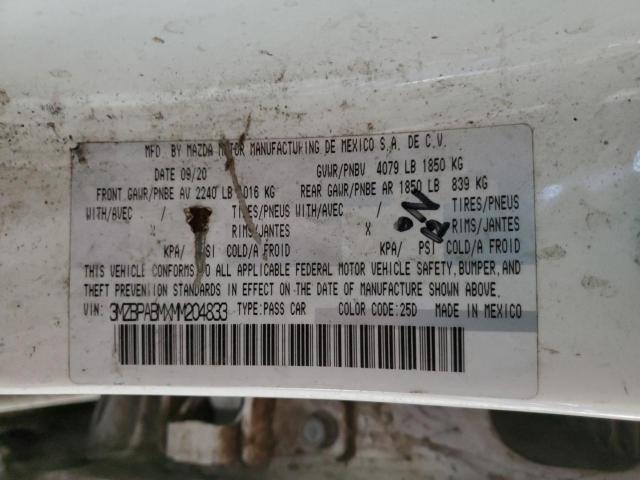 MFD. BY MAZDA MOTOR MANUFACTURING DE MEXICO S.A. DE C.V.
DATE 09/20 GVWR/PNBV 4079 LB 1850 KG
FRONT GAWR/PNBE AV 2240 LB 1016 KG REAR GAWR/PNBE AR 1850 LB 839 KG
WITH/AVEC / TIRES/PNEUS WITH/AVEC / TIRES/PNEUS
RIMS/JANTES X RIMS/JANTES
KPA/ PSI COLD/A FROID KPA/ PSI COLD/A FROID
THIS VEHICLE CONFORMS TO ALL APPLICABLE FEDERAL MOTOR VEHICLE SAFETY, BUMPER, AND
THEFT PREVENTION STANDARD IN EFFECT ON THE DATE OF MANUFACTURE SHOWN ABOVE.
VIN: 3MZBPABMXMM204833 TYPE:PASS CAR COLOR CODE:25D MADE IN MEXICO